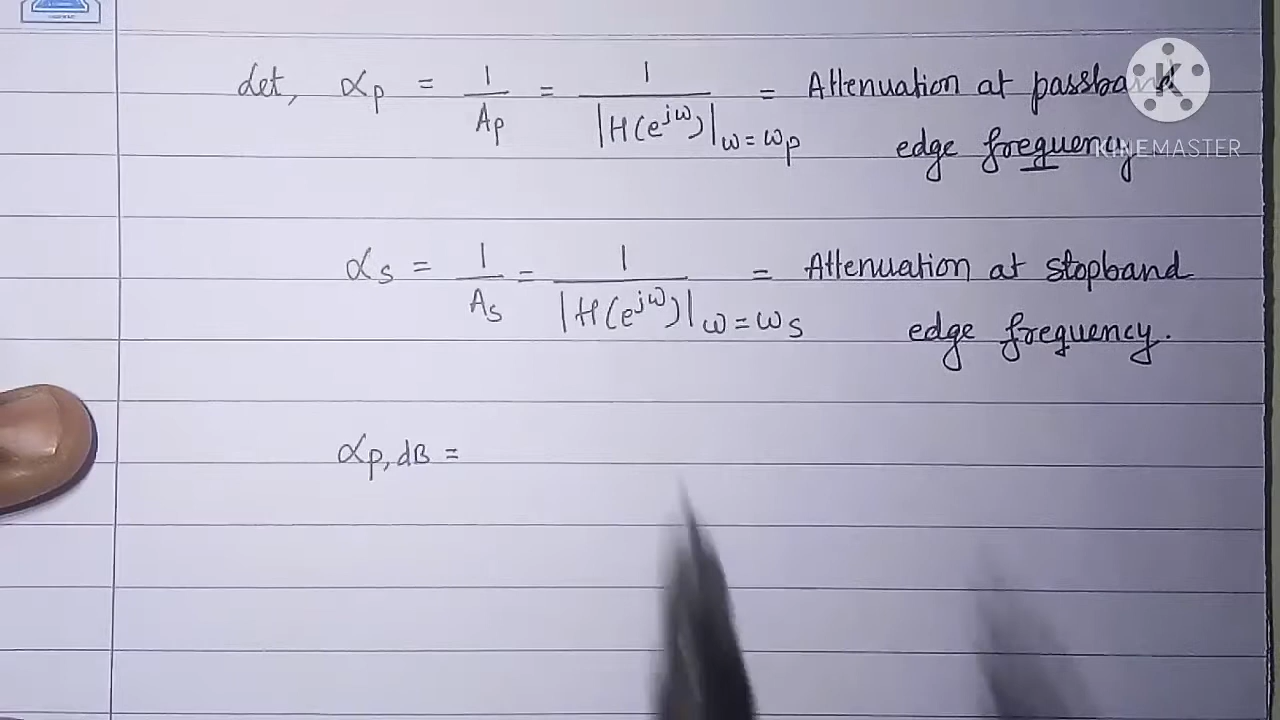 Let, αp = 1/Ap = 1/|H(e^jω)|ω=ωp = Attenuation at passband
edge frequency
KINEMASTER
αs = 1/As = 1/|H(e^jω)|ω=ωs = Attenuation at stopband
edge frequency.
αp,dB =